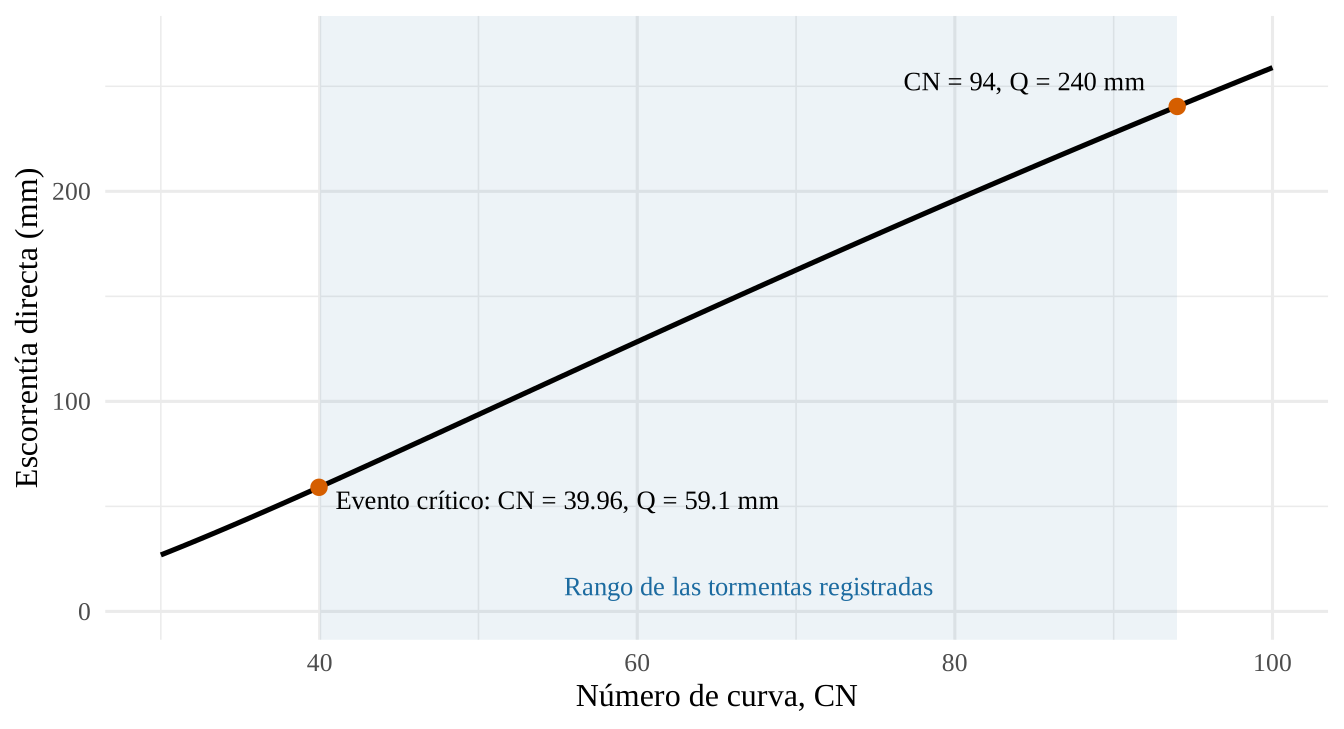 CN = 94, Q = 240 mm
Escorrentía directa (mm)
200
100
0
Evento crítico: CN = 39.96, Q = 59.1 mm
Rango de las tormentas registradas
40
60
80
100
Número de curva, CN